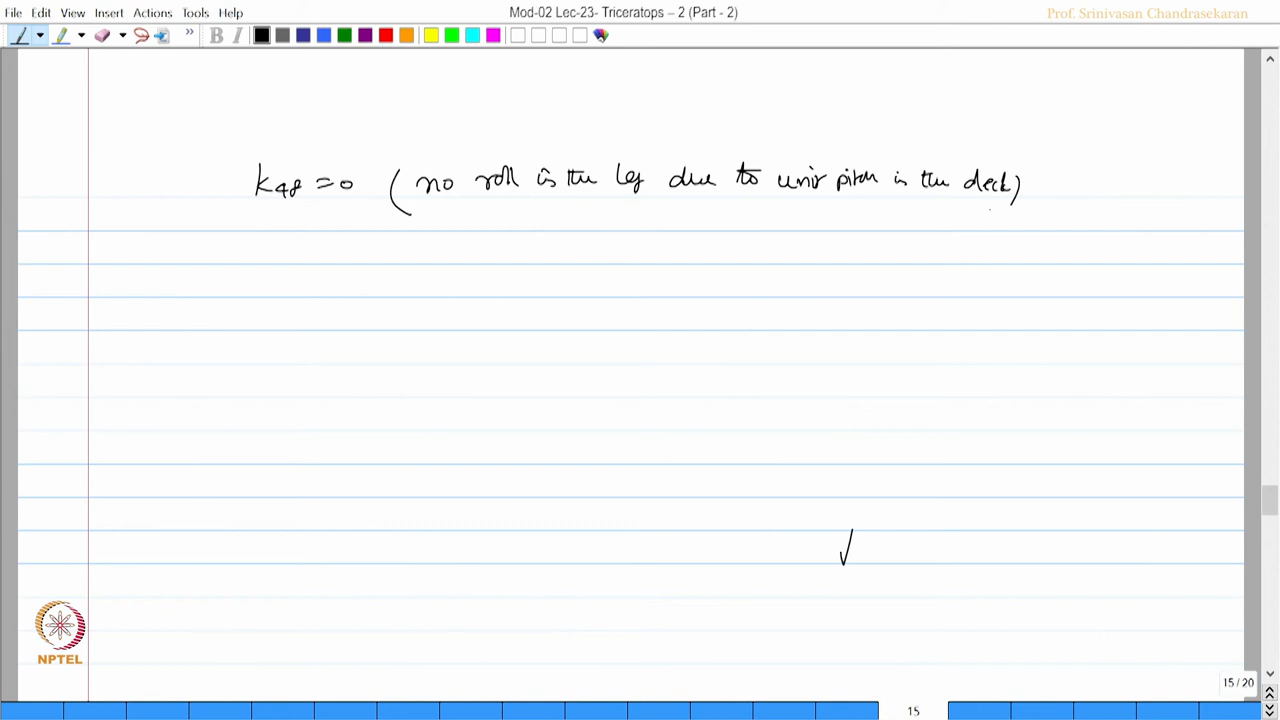 File Edit View Insert Actions Tools Help
Mod-02 Lec-23- Triceratops – 2 (Part - 2)
Prof. Srinivasan Chandrasekaran
B I
k48 = 0 (no roll in the leg due to unit pitch in the deck)
√
NPTEL
15 / 20
15